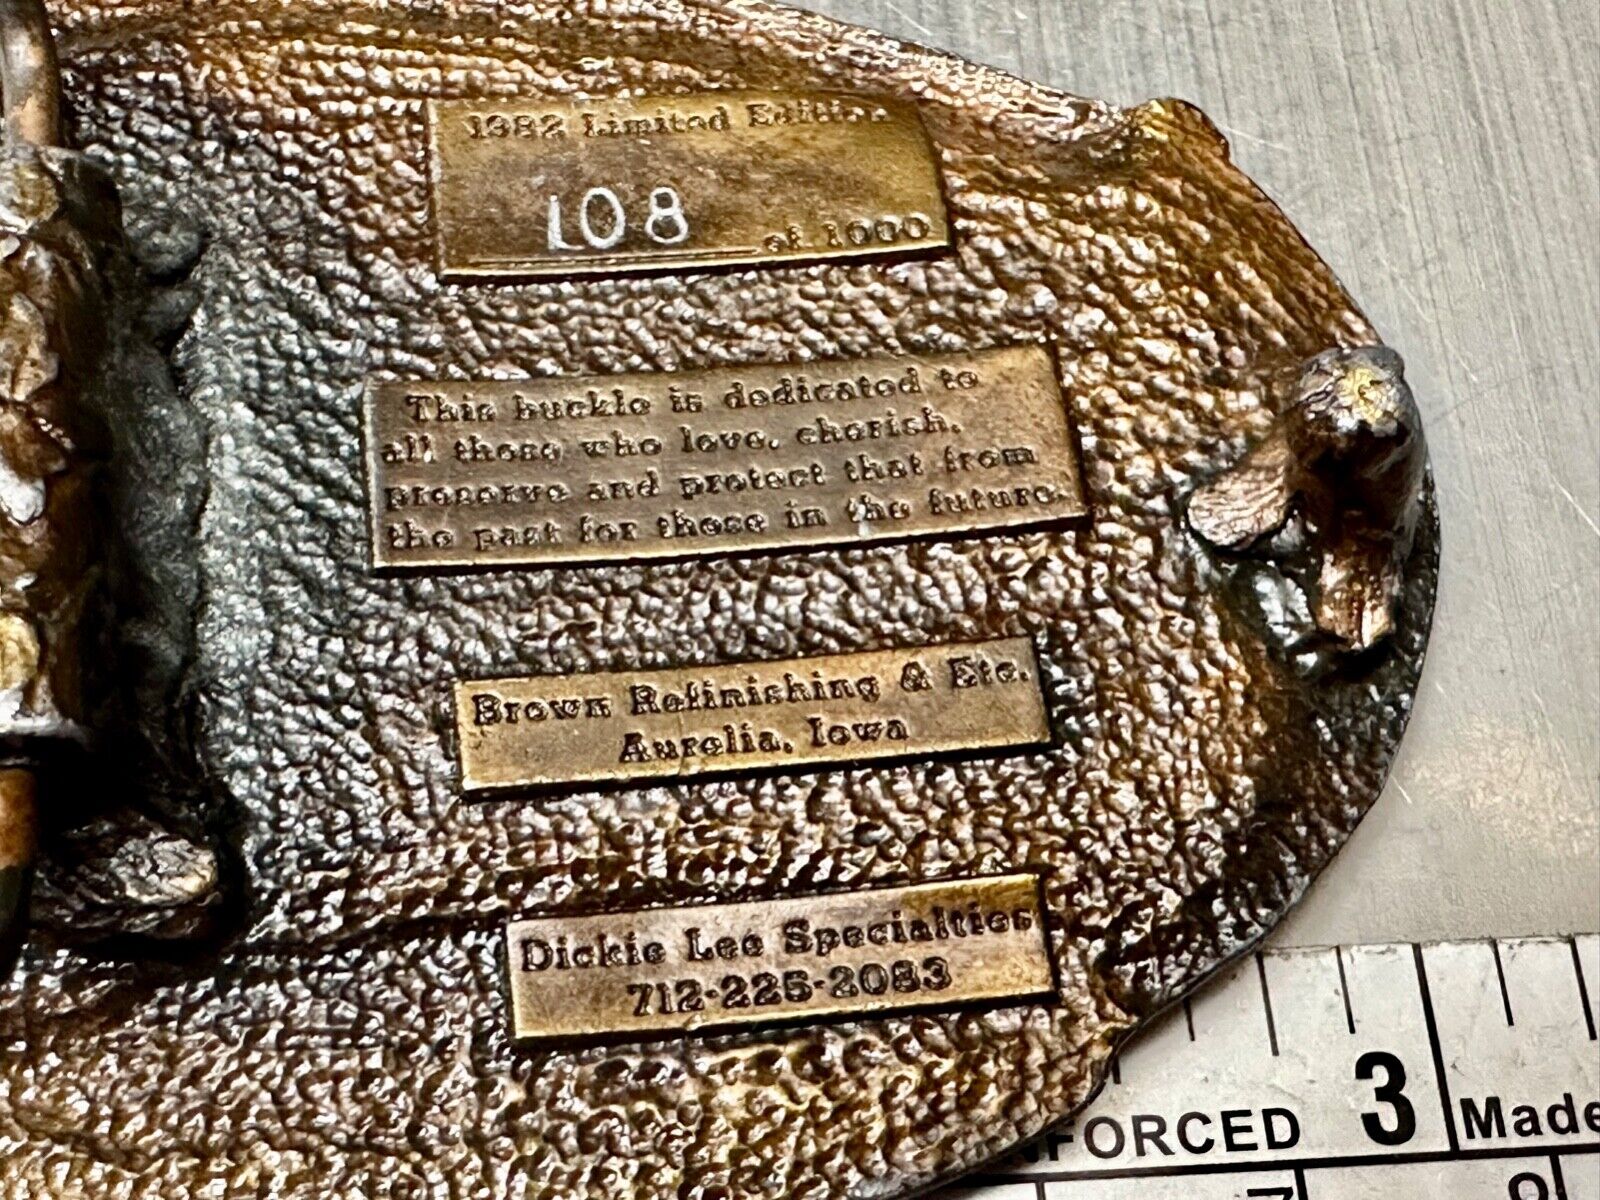 1982 Limited Edition
108 of 1000
This buckle is dedicated to
all those who love, cherish,
preserve and protect that from
the past for those in the future.
Brown Refinishing & Etc.
Aurelia, Iowa
Dickie Lee Specialties
712-225-2083
FORCED 3 Made